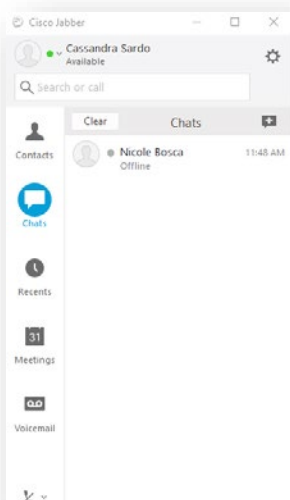 Cisco Jabber
Cassandra Sardo
Available
Search or call
Clear
Chats
Contacts
Nicole Bosca
11:48 AM
Offline
Chats
Recents
31
Meetings
Voicemail